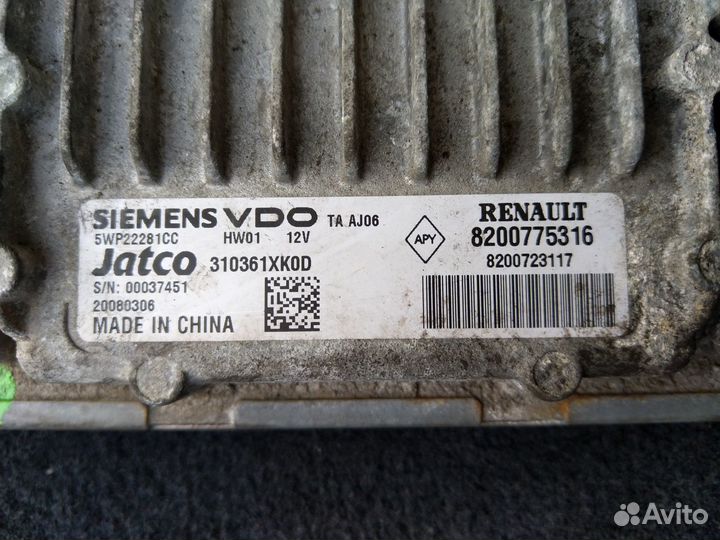 SIEMENS VDO TA AJ06
5WP22281CC HW01 12V
Jatco 310361XK0D
S/N: 00037451
20080306
MADE IN CHINA
APY
RENAULT
8200775316
8200723117
Avito